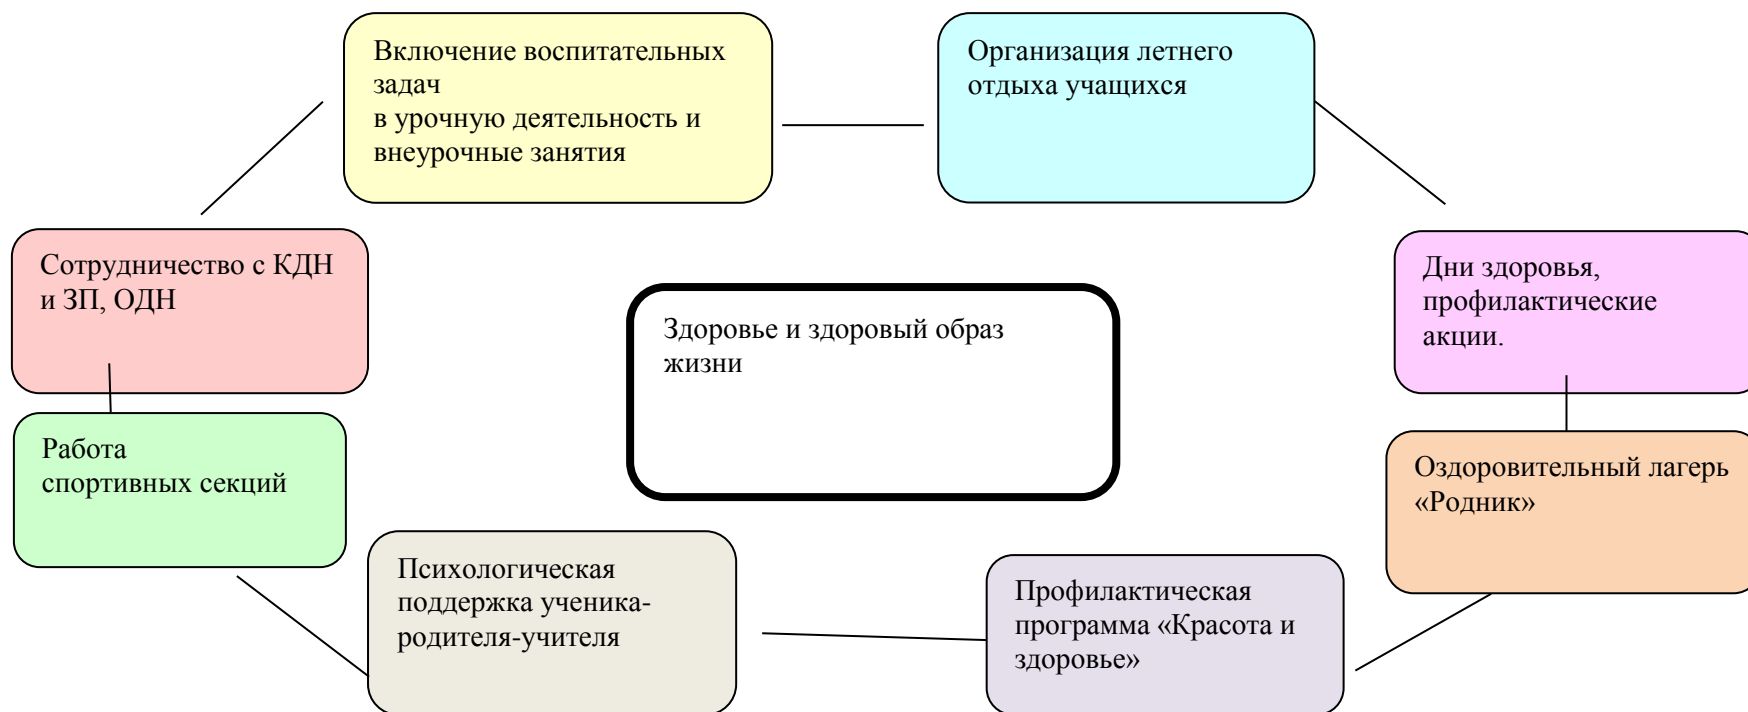 Включение воспитательных
задач
в урочную деятельность и
внеурочные занятия
Организация летнего
отдыха учащихся
Сотрудничество с КДН
и ЗП, ОДН
Здоровье и здоровый образ
жизни
Дни здоровья,
профилактические
акции.
Работа
спортивных секций
Оздоровительный лагерь
«Родник»
Психологическая
поддержка ученика-
родителя-учителя
Профилактическая
программа «Красота и
здоровье»